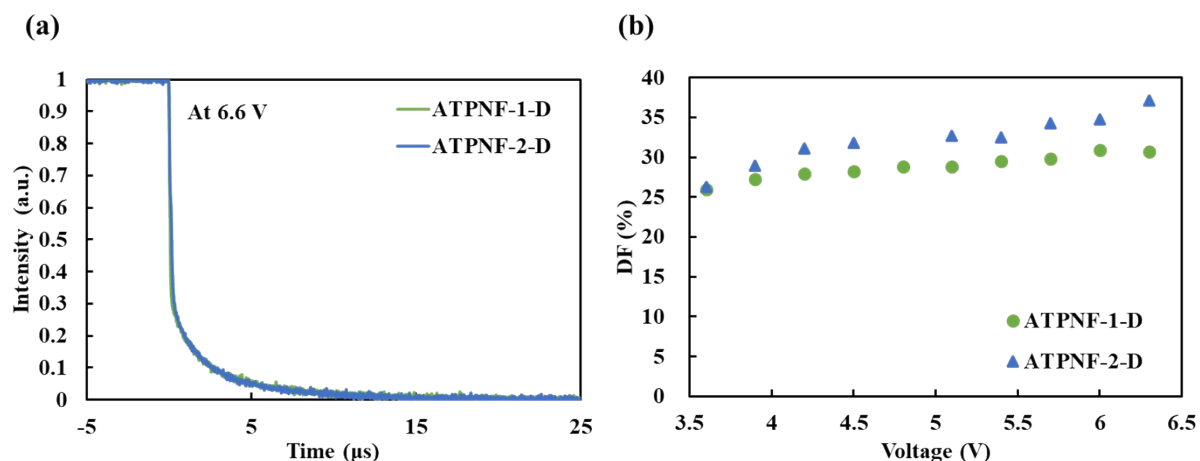 (a)
1
0.9
0.8
0.7
0.6
0.5
0.4
0.3
0.2
0.1
0
Intensity (a.u.)
At 6.6 V
ATPNF-1-D
ATPNF-2-D
-5
5
15
25
Time (µs)
(b)
40
35
30
25
20
15
10
5
0
DF (%)
ATPNF-1-D
ATPNF-2-D
3.5
4
4.5
5
5.5
6
6.5
Voltage (V)